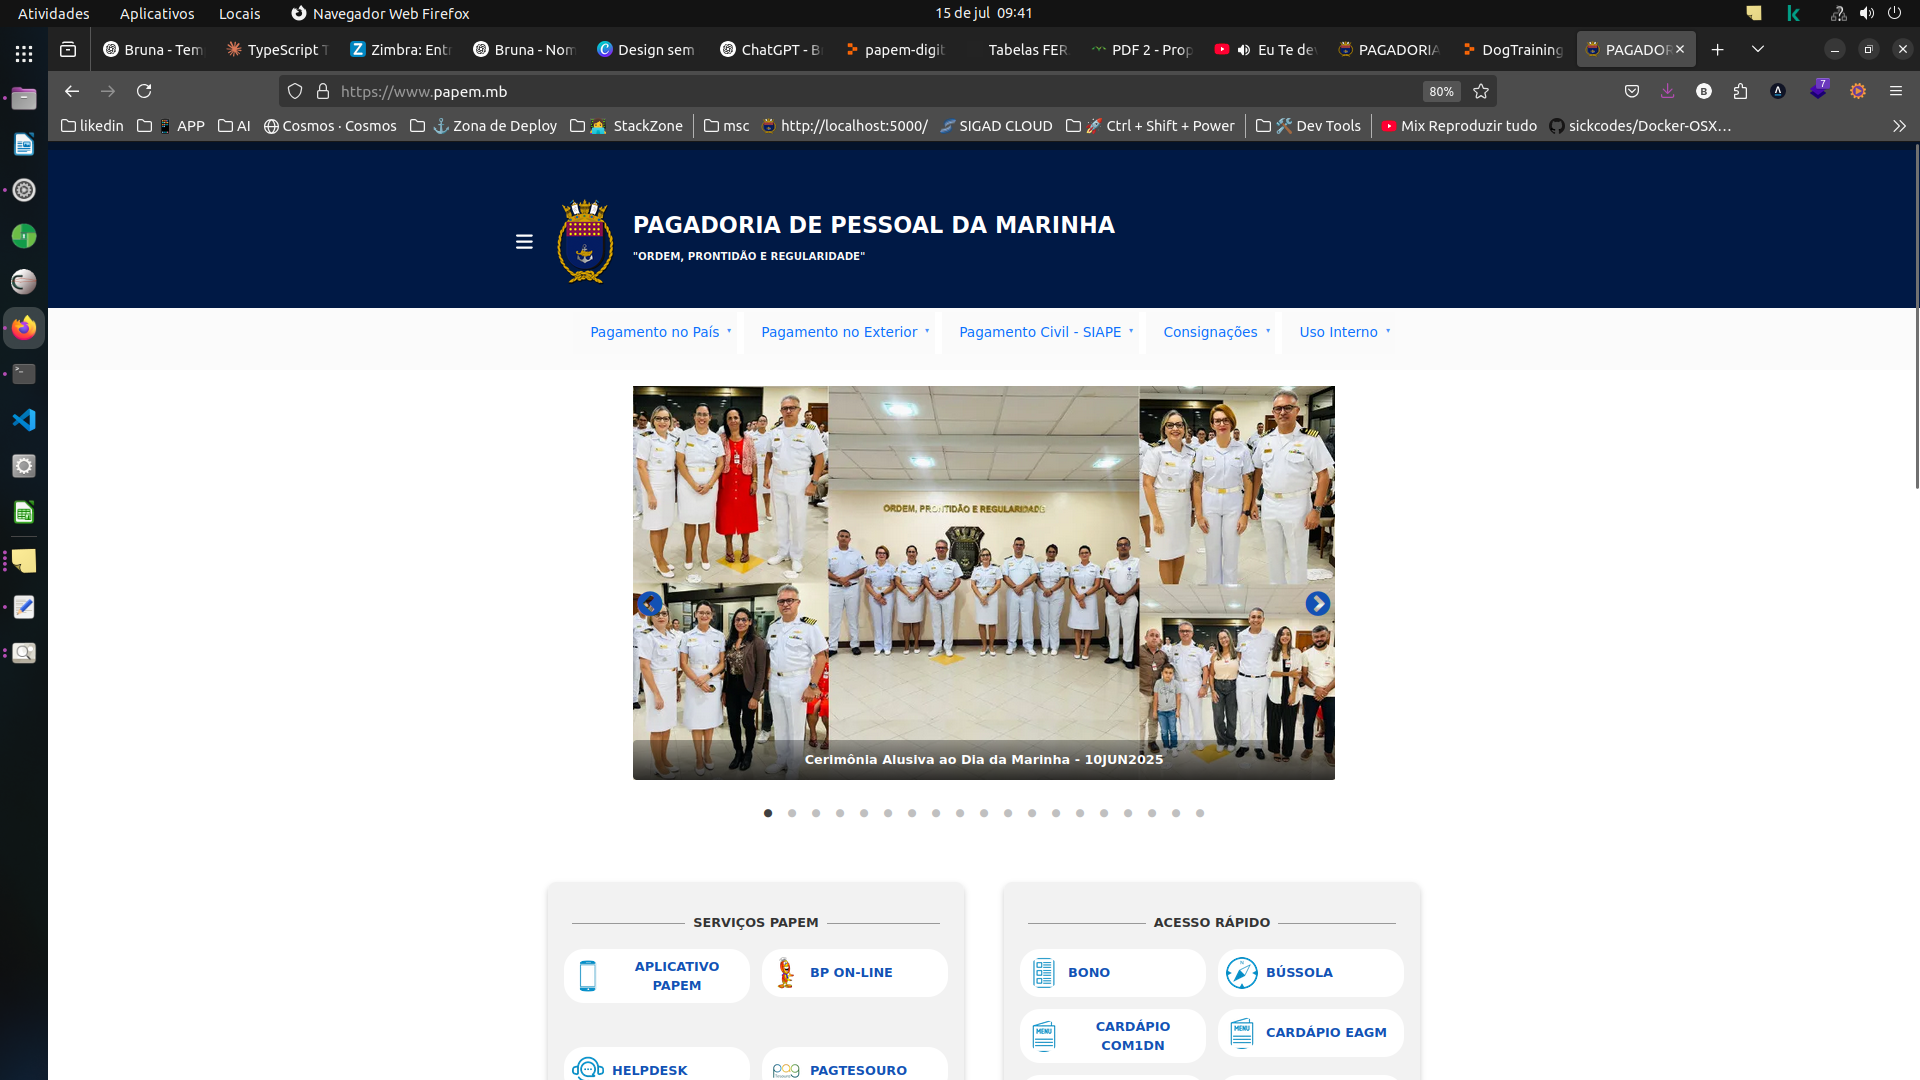 Atividades
Aplicativos
Locais
Navegador Web Firefox
15 de jul 09:41
Bruna - Tem
TypeScript T
Zimbra: Entr
Bruna - Nom
Design sem
ChatGPT - B
papem-digit
Tabelas FER
PDF 2 - Prop
Eu Te de
PAGADORIA
DogTraining
PAGADOR
https://www.papem.mb
80%
7
likedin
APP
AI
Cosmos · Cosmos
Zona de Deploy
StackZone
msc
http://localhost:5000/
SIGAD CLOUD
Ctrl + Shift + Power
Dev Tools
Mix Reproduzir tudo
sickcodes/Docker-OSX…
PAGADORIA DE PESSOAL DA MARINHA
"ORDEM, PRONTIDÃO E REGULARIDADE"
Pagamento no País
Pagamento no Exterior
Pagamento Civil - SIAPE
Consignações
Uso Interno
ORDEM, PRONTIDÃO E REGULARIDADE
Cerimônia Alusiva ao Dia da Marinha - 10JUN2025
SERVIÇOS PAPEM
APLICATIVO
PAPEM
BP ON-LINE
HELPDESK
PAGTESOURO
ACESSO RÁPIDO
BONO
BÚSSOLA
MENU
CARDÁPIO
COM1DN
MENU
CARDÁPIO EAGM